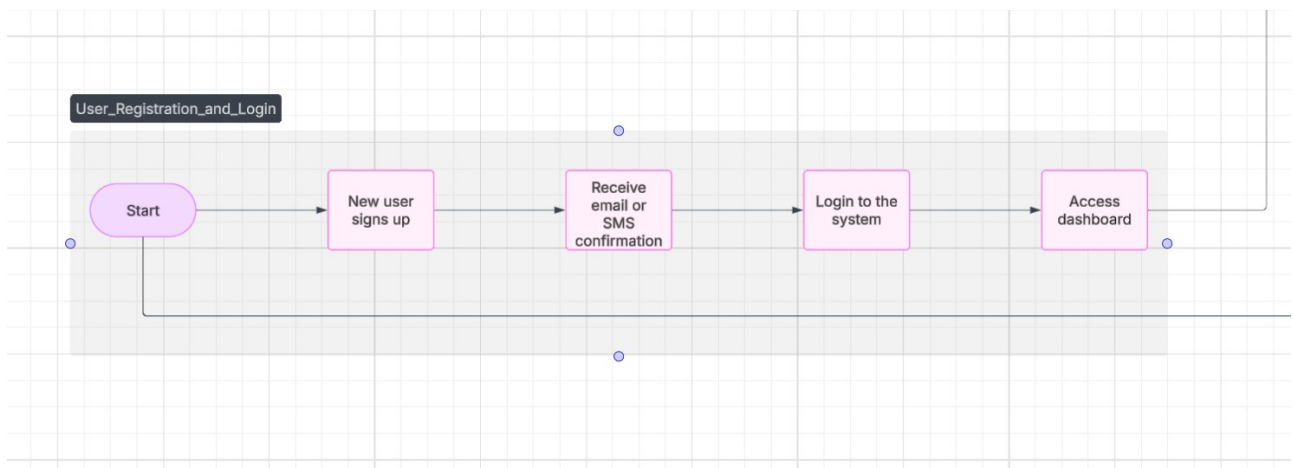 User_Registration_and_Login
Start
New user
signs up
Receive
email or
SMS
confirmation
Login to the
system
Access
dashboard